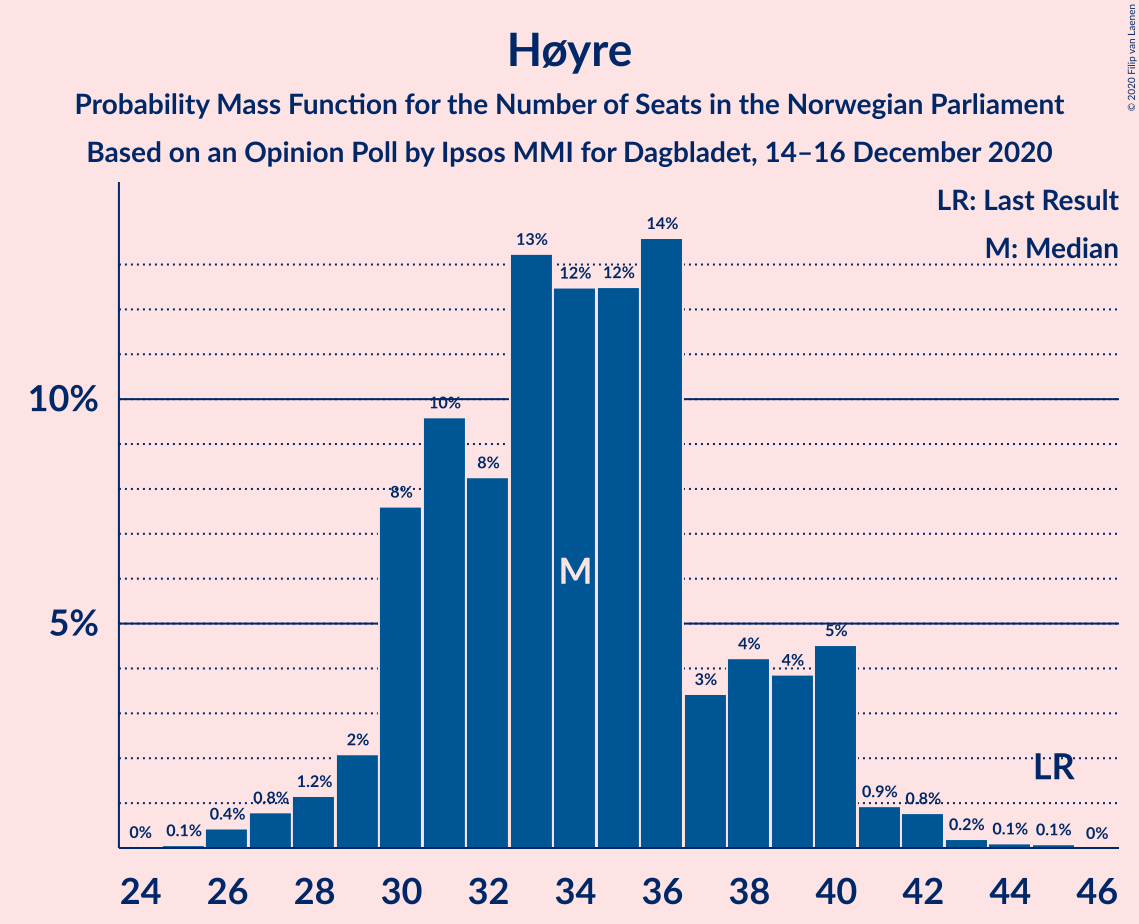 Høyre
Probability Mass Function for the Number of Seats in the Norwegian Parliament
Based on an Opinion Poll by Ipsos MMI for Dagbladet, 14–16 December 2020
© 2020 Filip van Laenen
LR: Last Result
M: Median
10%
5%
0% 0.1% 0.4% 0.8% 1.2% 2% 8% 10% 8% 13% 12% 12% 14% 3% 4% 4% 5% 0.9% 0.8% 0.2% 0.1% 0.1% 0%
M
LR
24 26 28 30 32 34 36 38 40 42 44 46